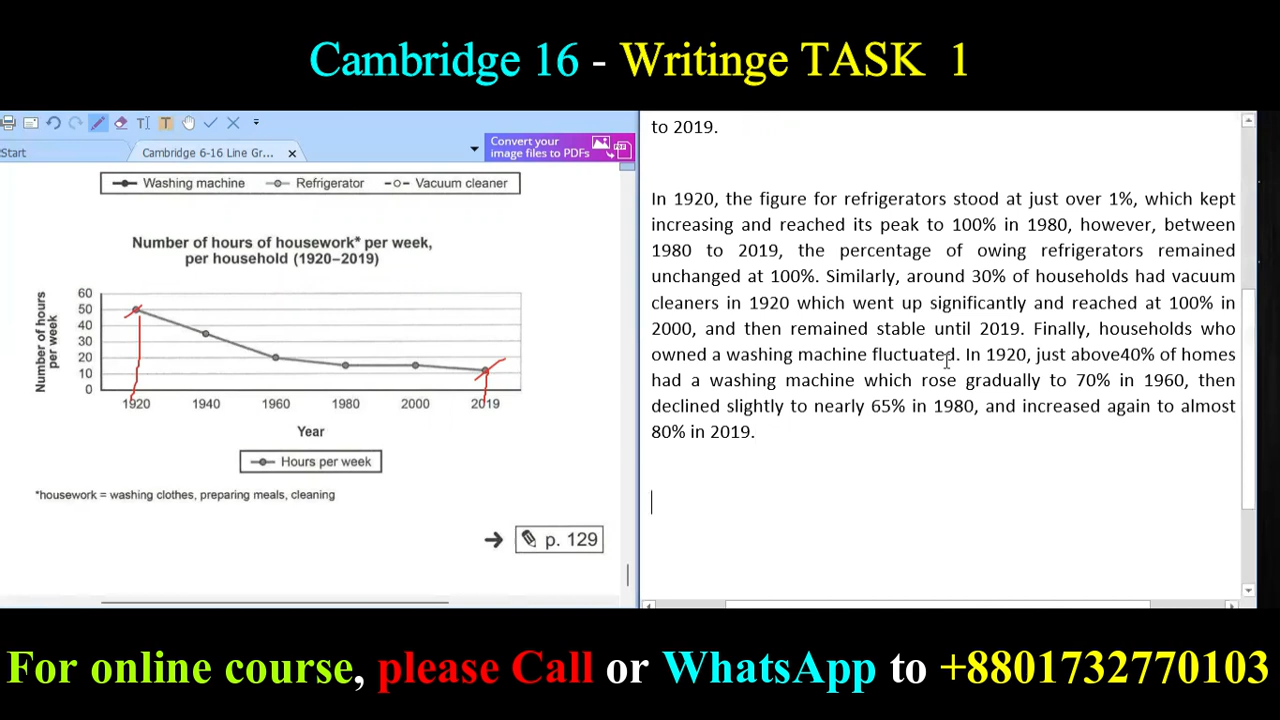 Cambridge 16 - Writinge TASK 1
Start
Cambridge 6-16 Line Gr...
Convert your
image files to PDFs
Washing machine Refrigerator Vacuum cleaner
Number of hours of housework* per week,
per household (1920–2019)
Number of hours
per week
60
50
40
30
20
10
0
1920 1940 1960 1980 2000 2019
Year
Hours per week
*housework = washing clothes, preparing meals, cleaning
p. 129
to 2019.
In 1920, the figure for refrigerators stood at just over 1%, which kept
increasing and reached its peak to 100% in 1980, however, between
1980 to 2019, the percentage of owing refrigerators remained
unchanged at 100%. Similarly, around 30% of households had vacuum
cleaners in 1920 which went up significantly and reached at 100% in
2000, and then remained stable until 2019. Finally, households who
owned a washing machine fluctuated. In 1920, just above40% of homes
had a washing machine which rose gradually to 70% in 1960, then
declined slightly to nearly 65% in 1980, and increased again to almost
80% in 2019.
For online course, please Call or WhatsApp to +8801732770103